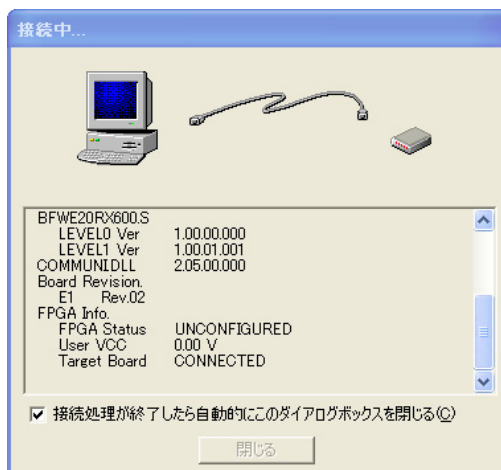 接続中...
BFWE20RX600.S
LEVEL0 Ver 1.00.00.000
LEVEL1 Ver 1.00.01.001
COMMUNIDLL 2.05.00.000
Board Revision.
E1 Rev.02
FPGA Info.
FPGA Status UNCONFIGURED
User VCC 0.00 V
Target Board CONNECTED
接続処理が終了したら自動的にこのダイアログボックスを閉じる(C)
閉じる